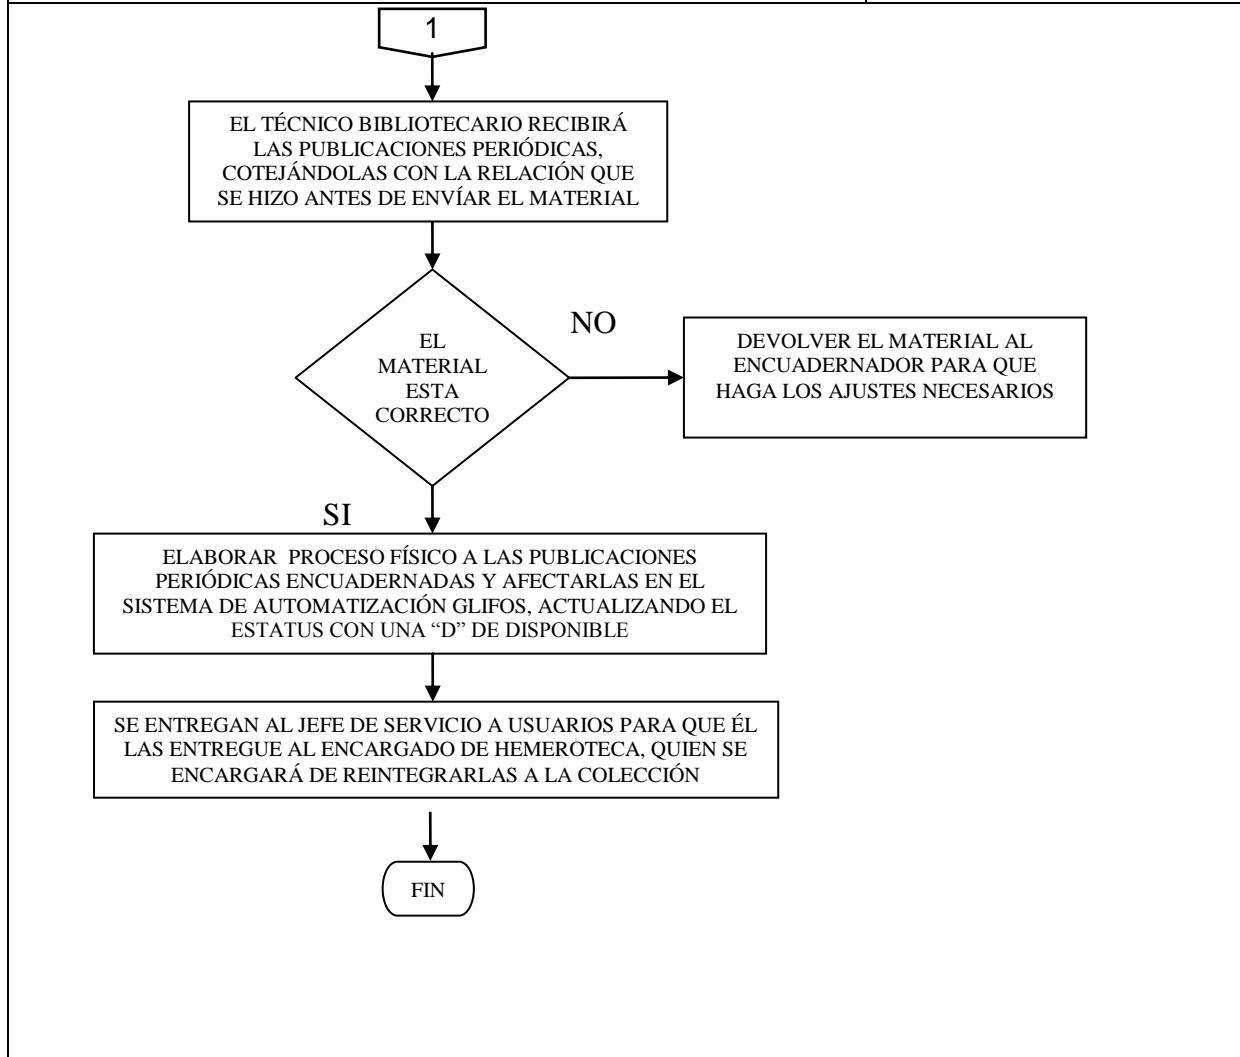 1
EL TÉCNICO BIBLIOTECARIO RECIBIRÁ
LAS PUBLICACIONES PERIÓDICAS,
COTEJÁNDOLAS CON LA RELACIÓN QUE
SE HIZO ANTES DE ENVÍAR EL MATERIAL
EL
MATERIAL
ESTA
CORRECTO
NO
DEVOLVER EL MATERIAL AL
ENCUADERNADOR PARA QUE
HAGA LOS AJUSTES NECESARIOS
SI
ELABORAR PROCESO FÍSICO A LAS PUBLICACIONES
PERIÓDICAS ENCUADERNADAS Y AFECTARLAS EN EL
SISTEMA DE AUTOMATIZACIÓN GLIFOS, ACTUALIZANDO EL
ESTATUS CON UNA “D” DE DISPONIBLE
SE ENTREGAN AL JEFE DE SERVICIO A USUARIOS PARA QUE ÉL
LAS ENTREGUE AL ENCARGADO DE HEMEROTECA, QUIEN SE
ENCARGARÁ DE REINTEGRARLAS A LA COLECCIÓN
FIN